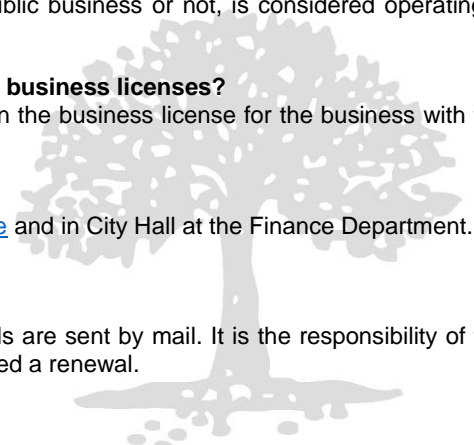 ublic business or not, is considered operating
business licenses?
n the business license for the business with
e and in City Hall at the Finance Department.
ls are sent by mail. It is the responsibility of
ed a renewal.